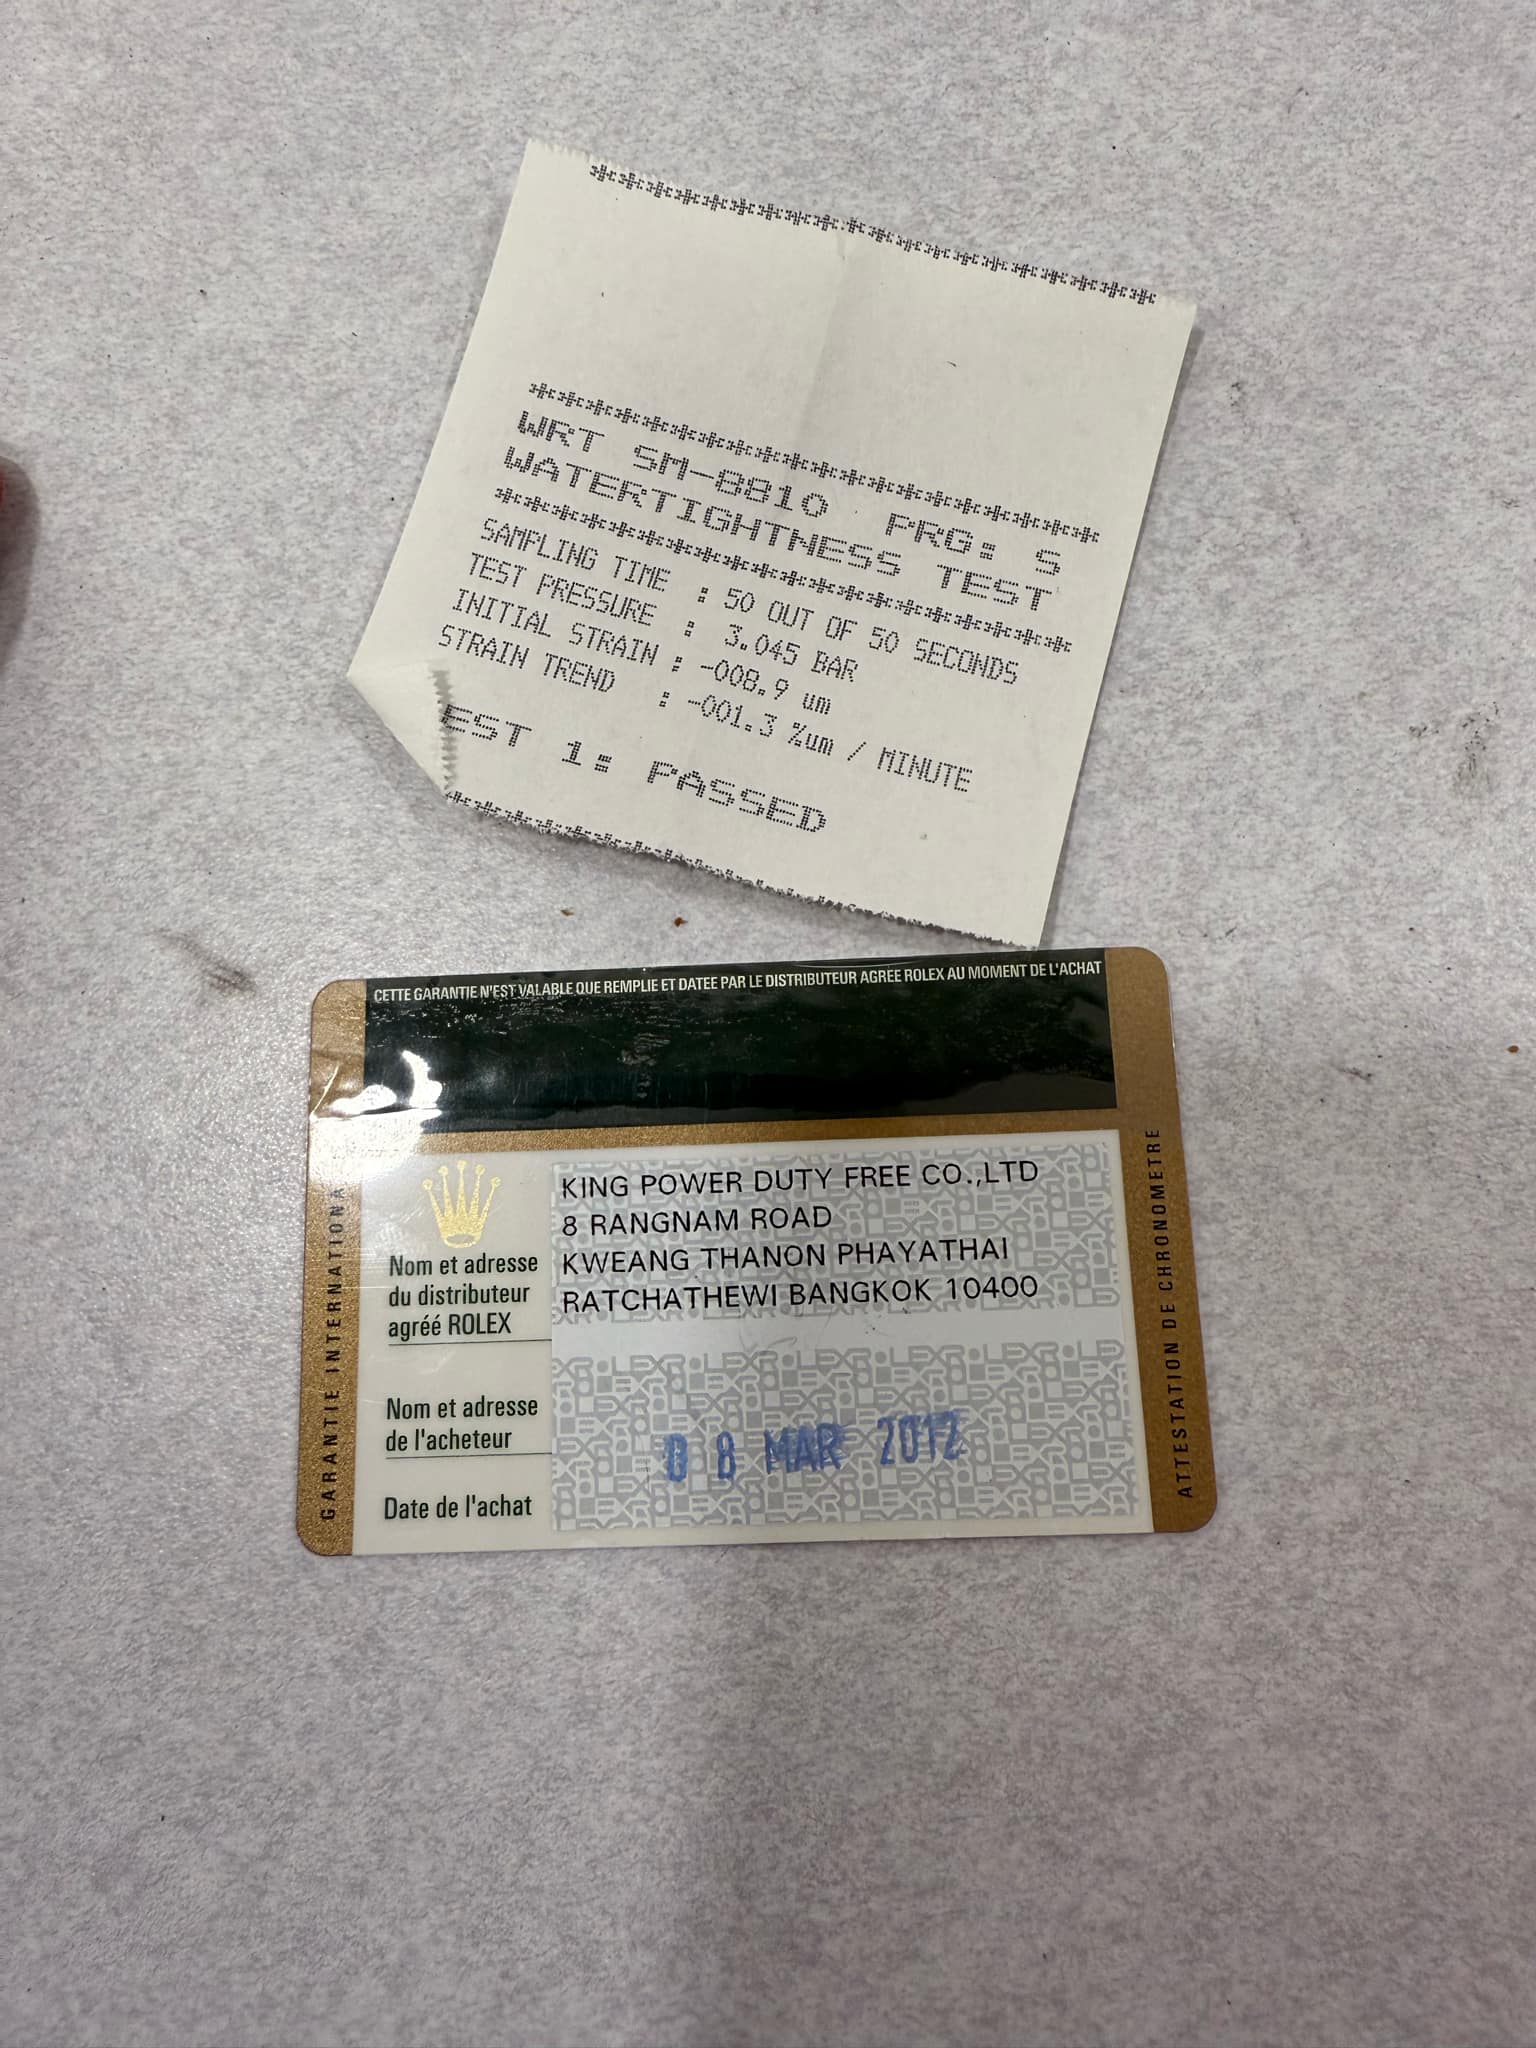 WRT SM-8810 PRG: S
WATERTIGHTNESS TEST
SAMPLING TIME : 50 OUT OF 50 SECONDS
TEST PRESSURE : 3.045 BAR
INITIAL STRAIN : -008.9 um
STRAIN TREND : -001.3 %um / MINUTE
EST 1: PASSED
CETTE GARANTIE N'EST VALABLE QUE REMPLIE ET DATEE PAR LE DISTRIBUTEUR AGREE ROLEX AU MOMENT DE L'ACHAT
GARANTIE INTERNATIONA
Nom et adresse
du distributeur
agréé ROLEX
KING POWER DUTY FREE CO.,LTD
8 RANGNAM ROAD
KWEANG THANON PHAYATHAI
RATCHATHEWI BANGKOK 10400
Nom et adresse
de l'acheteur
Date de l'achat
08 MAR 2012
ATTESTATION DE CHRONOMETRE